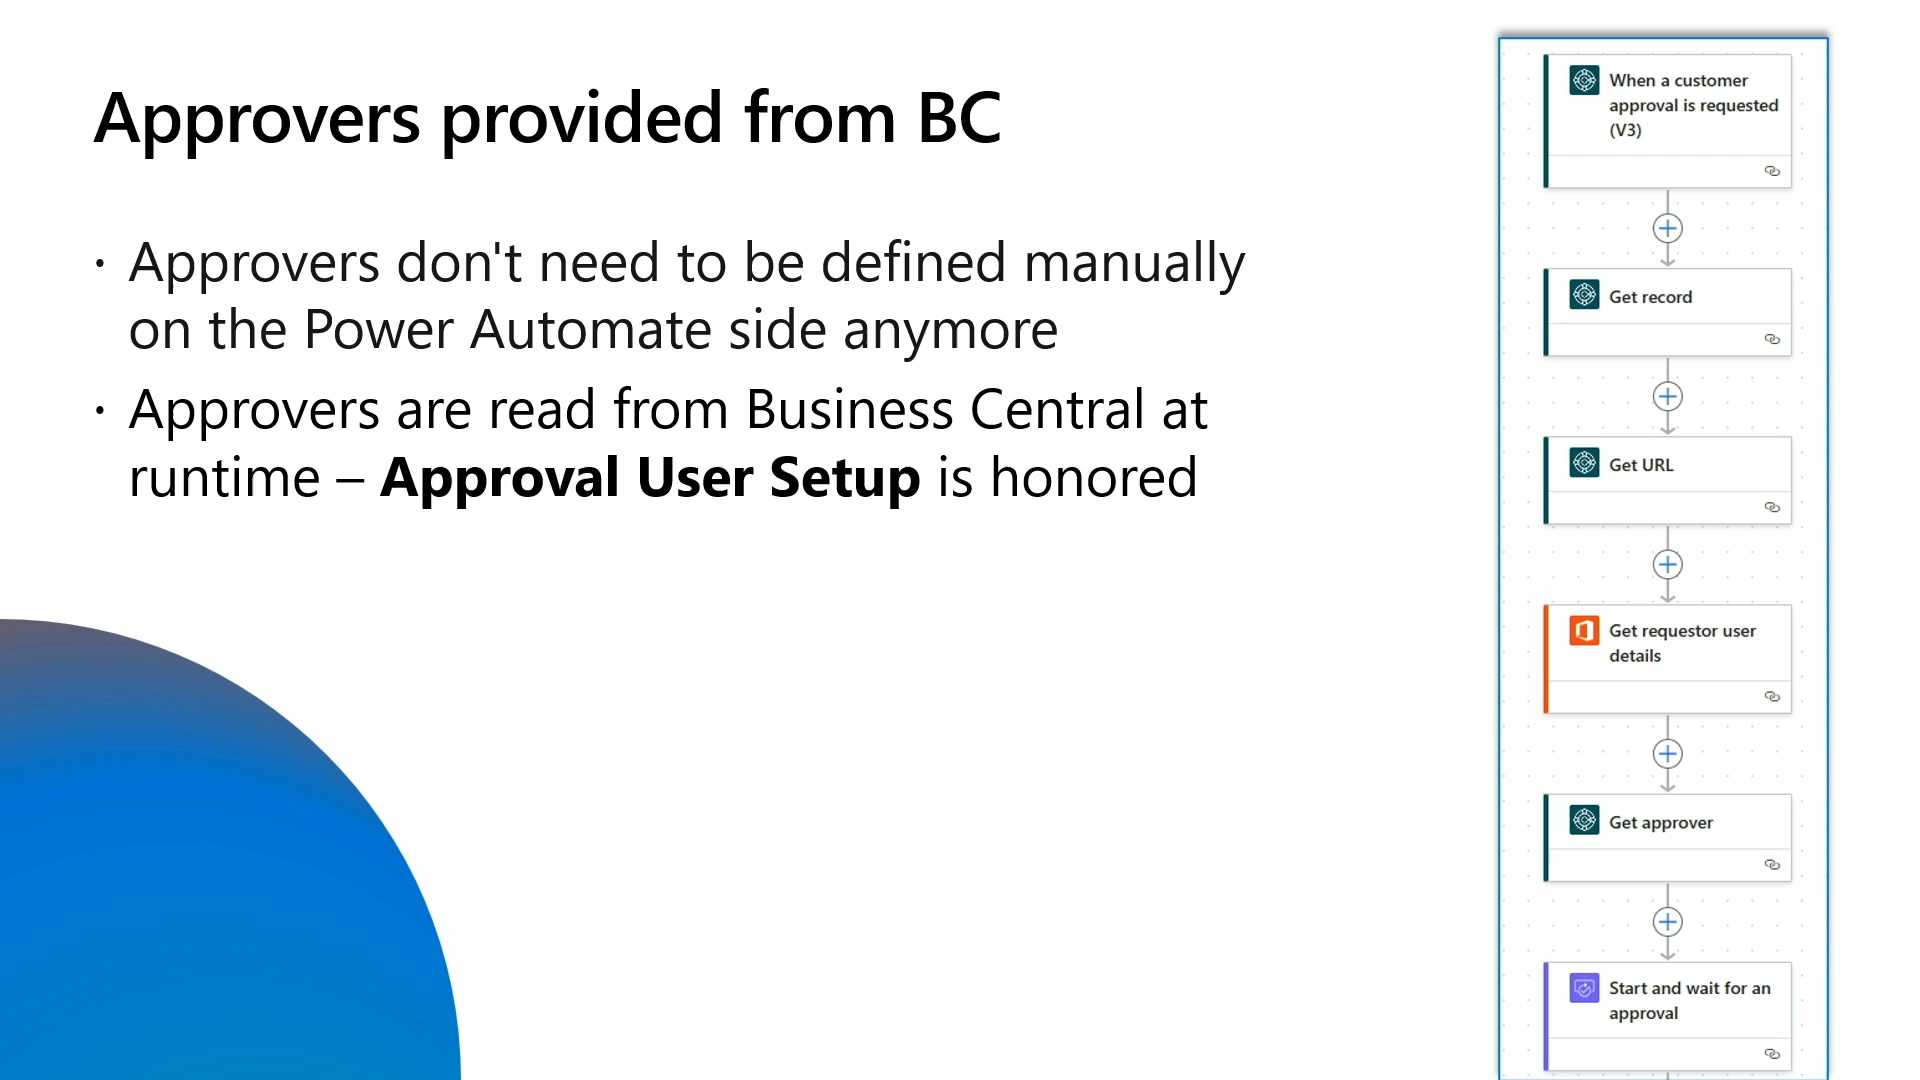 Approvers provided from BC
· Approvers don't need to be defined manually
on the Power Automate side anymore
· Approvers are read from Business Central at
runtime – Approval User Setup is honored
When a customer
approval is requested
(V3)
Get record
Get URL
Get requestor user
details
Get approver
Start and wait for an
approval